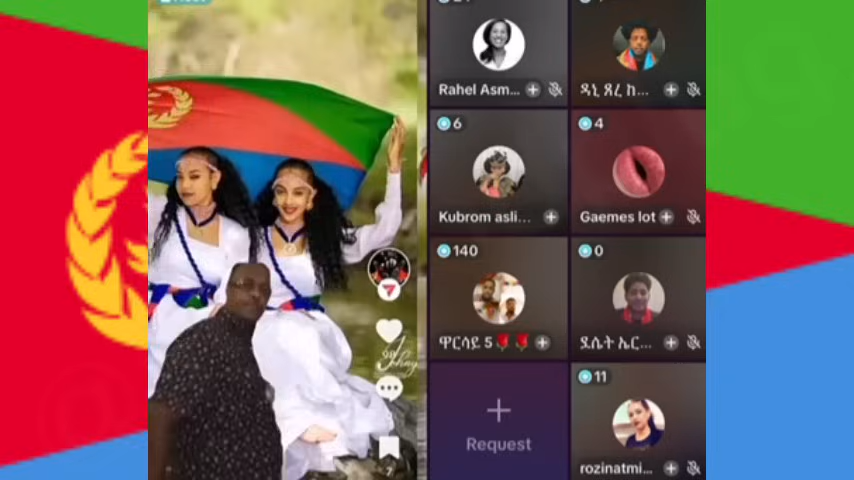 Rahel Asm...
ዳኒ ጸረ ከ...
6
4
Kubrom asli...
Gaemes lot
140
0
ዋርሳይ 5🌹🌹
ደሴት ኤር...
11
Request
rozinatmi...